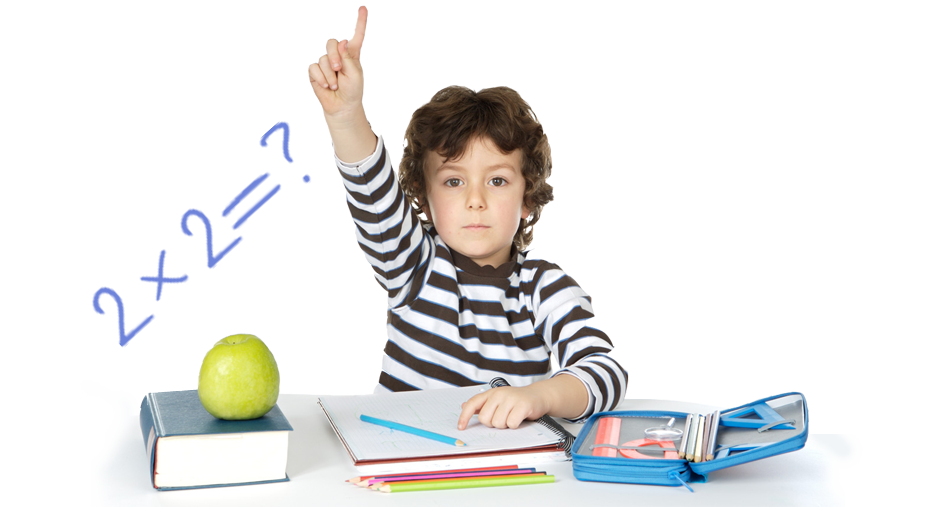 2 × 2 = ?